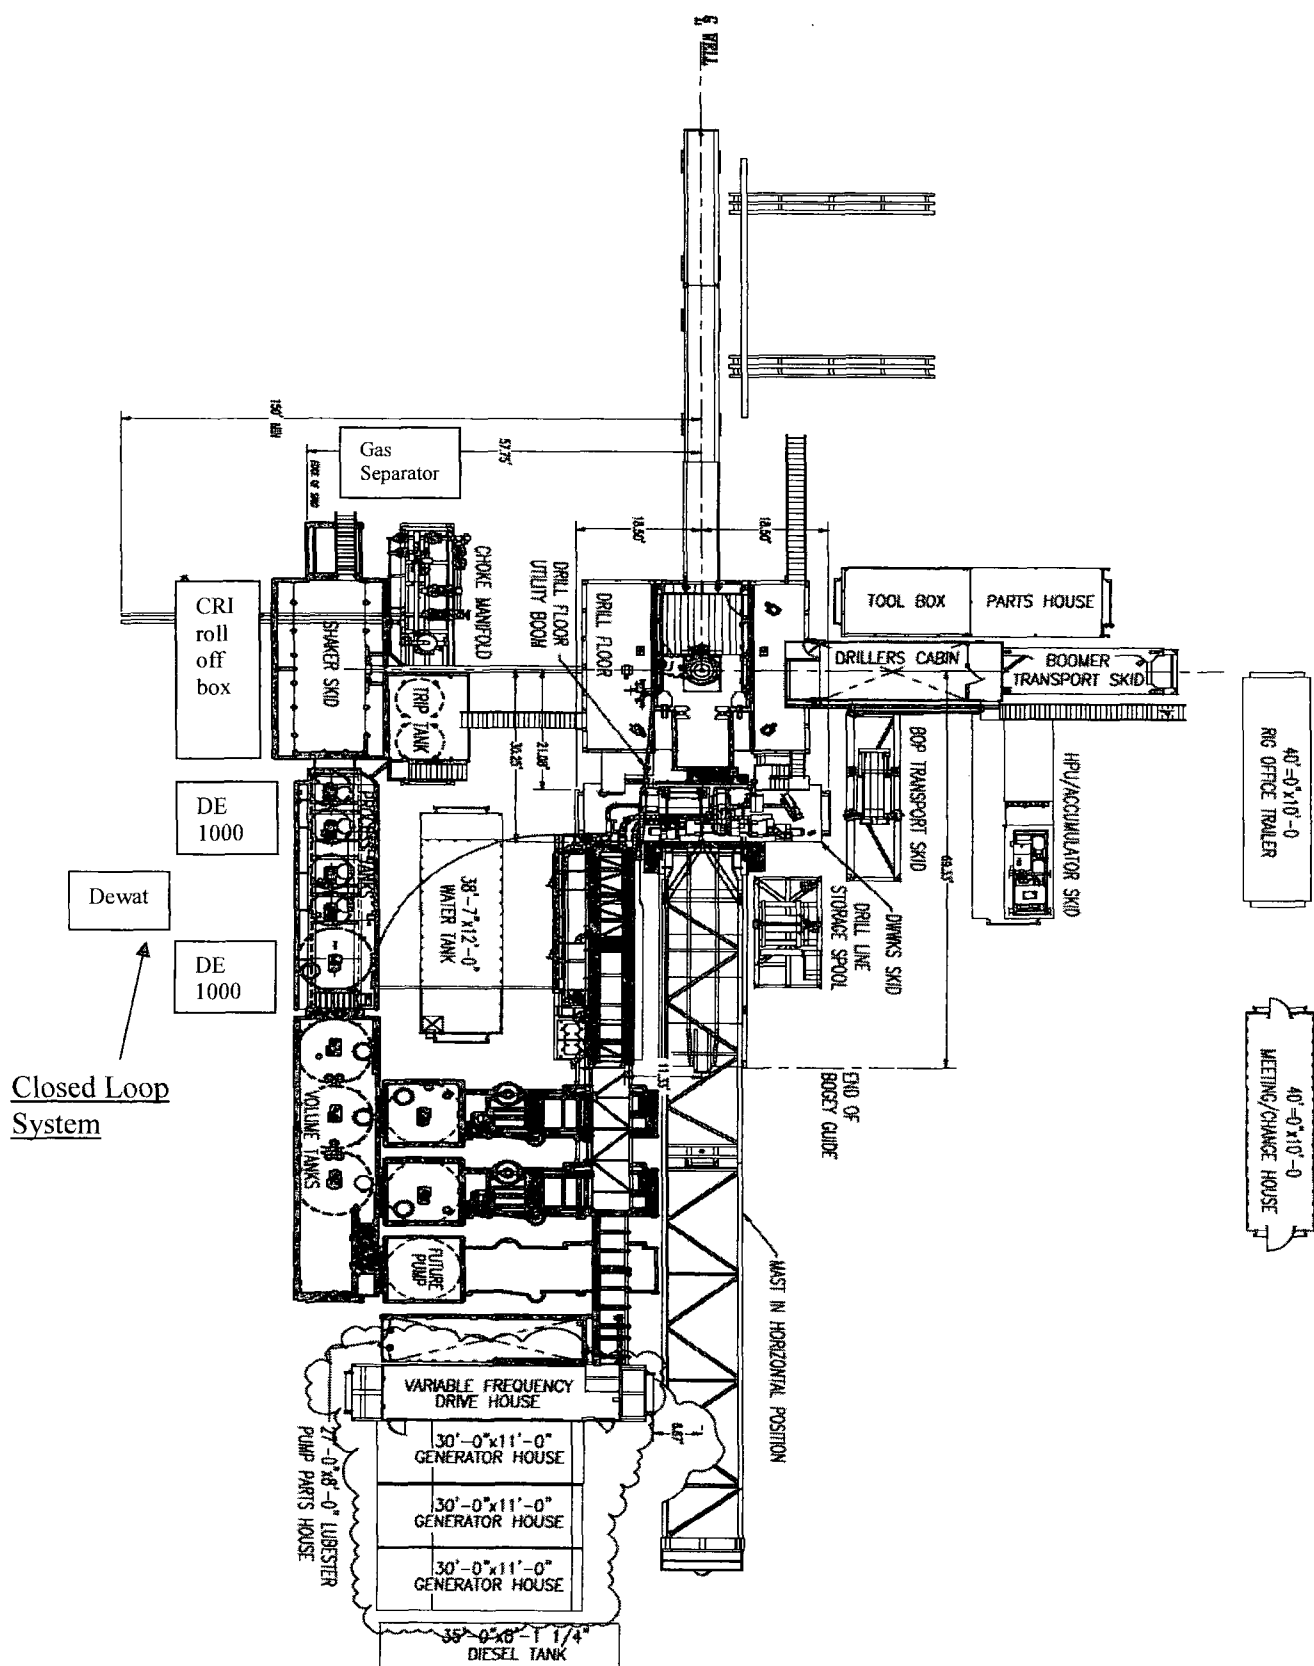 ℄ WELL
150' MIN
57.75'
Gas
Separator
EDGE OF SKID
18.50'
18.50'
CHOKE MANIFOLD
DRILL FLOOR
UTILITY BOOM
DRILL FLOOR
TOOL BOX
PARTS HOUSE
CRI
roll
off
box
SHAKER SKID
DRILLERS CABIN
BOOMER
TRANSPORT SKID
TRIP
TANK
36.25'
21.00'
BOP TRANSPORT SKID
HPU/ACCUMULATOR SKID
40'-0"x10'-0
RIG OFFICE TRAILER
DE
1000
PROCESS TANKS
38'-7"x12'-0"
WATER TANK
69.33'
DWWKS SKID
DRILL LINE
STORAGE SPOOL
Dewat
DE
1000
Closed Loop
System
VOLUME TANKS
11.33'
END OF
BOGEY GUIDE
40'-0"x10'-0
MEETING/CHANGE HOUSE
FUTURE
PUMP
MAST IN HORIZONTAL POSITION
VARIABLE FREQUENCY
DRIVE HOUSE
8.67'
27'-0"x8'-0" LUBESTER
PUMP PARTS HOUSE
30'-0"x11'-0"
GENERATOR HOUSE
30'-0"x11'-0"
GENERATOR HOUSE
30'-0"x11'-0"
GENERATOR HOUSE
35'-0"x8'-1 1/4"
DIESEL TANK